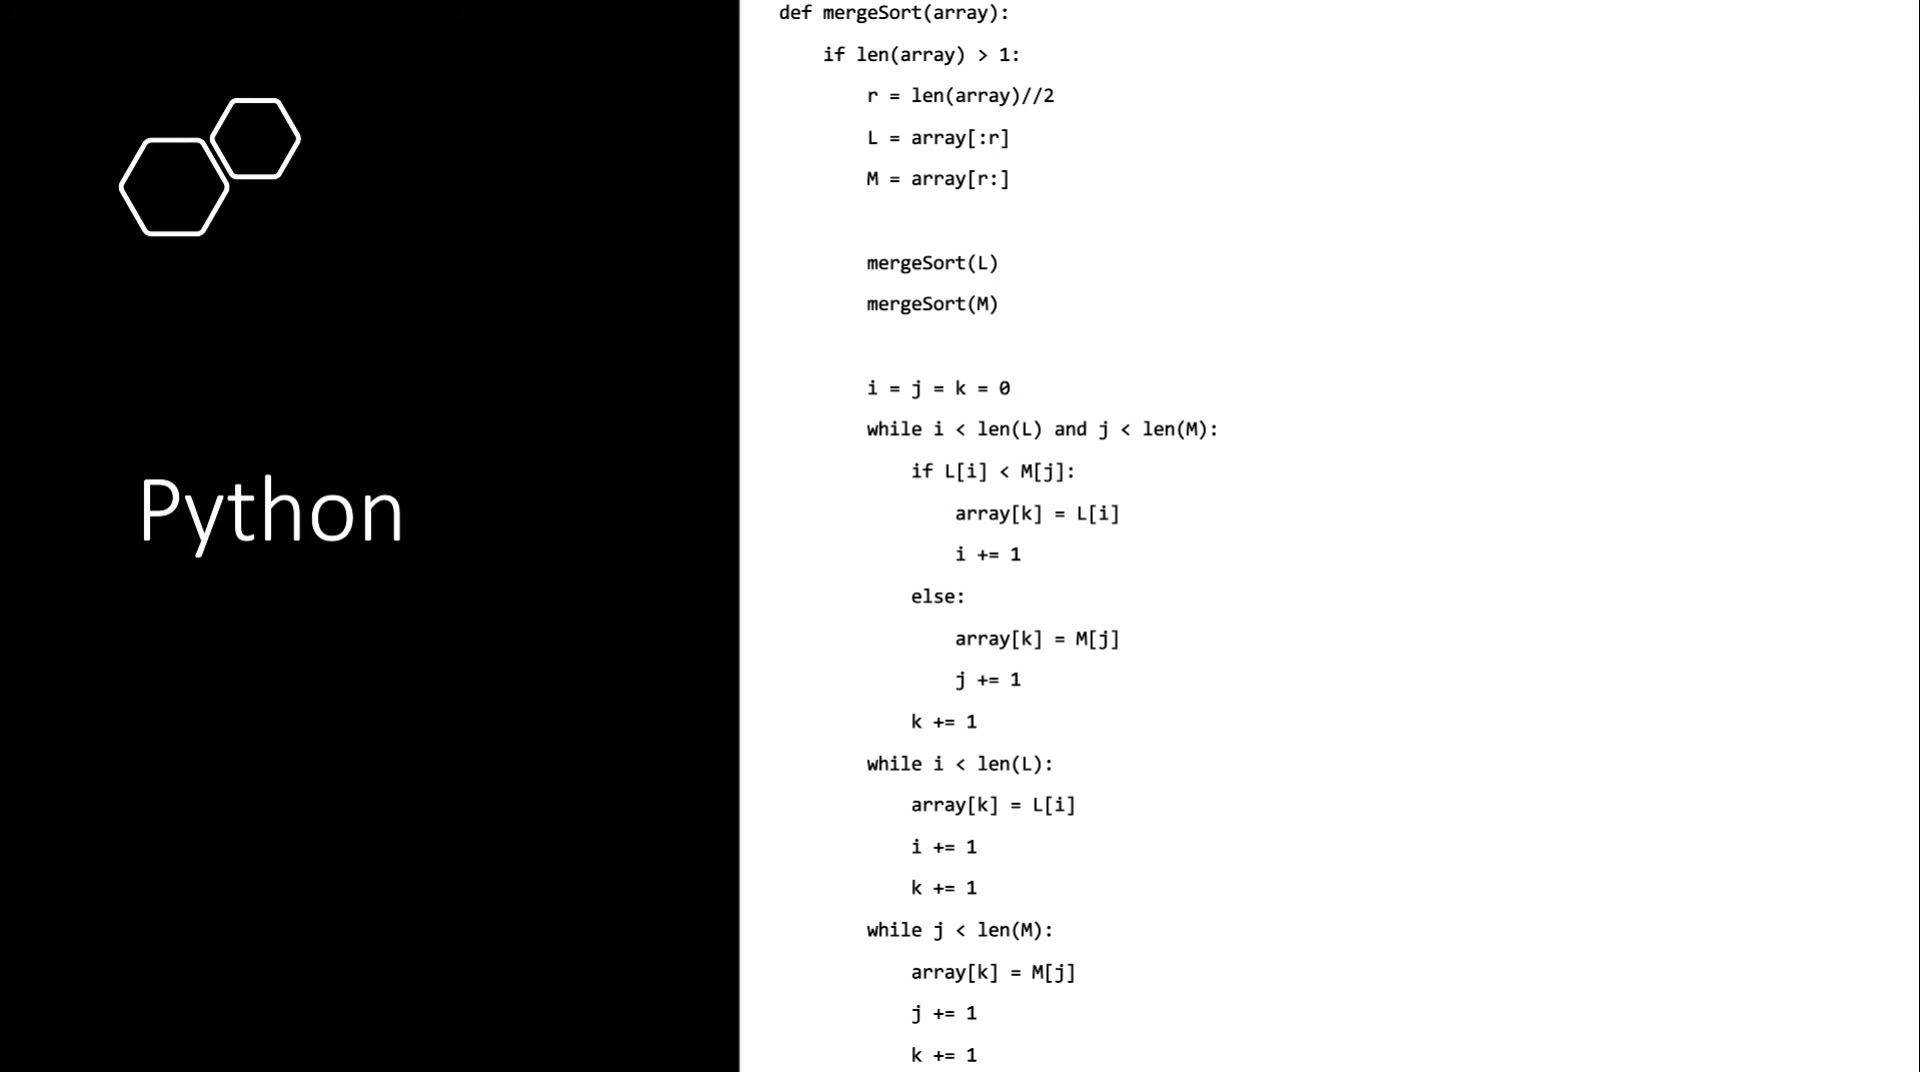 Python
def mergeSort(array):
    if len(array) > 1:
        r = len(array)//2
        L = array[:r]
        M = array[r:]
        mergeSort(L)
        mergeSort(M)
        i = j = k = 0
        while i < len(L) and j < len(M):
            if L[i] < M[j]:
                array[k] = L[i]
                i += 1
            else:
                array[k] = M[j]
                j += 1
            k += 1
        while i < len(L):
            array[k] = L[i]
            i += 1
            k += 1
        while j < len(M):
            array[k] = M[j]
            j += 1
            k += 1